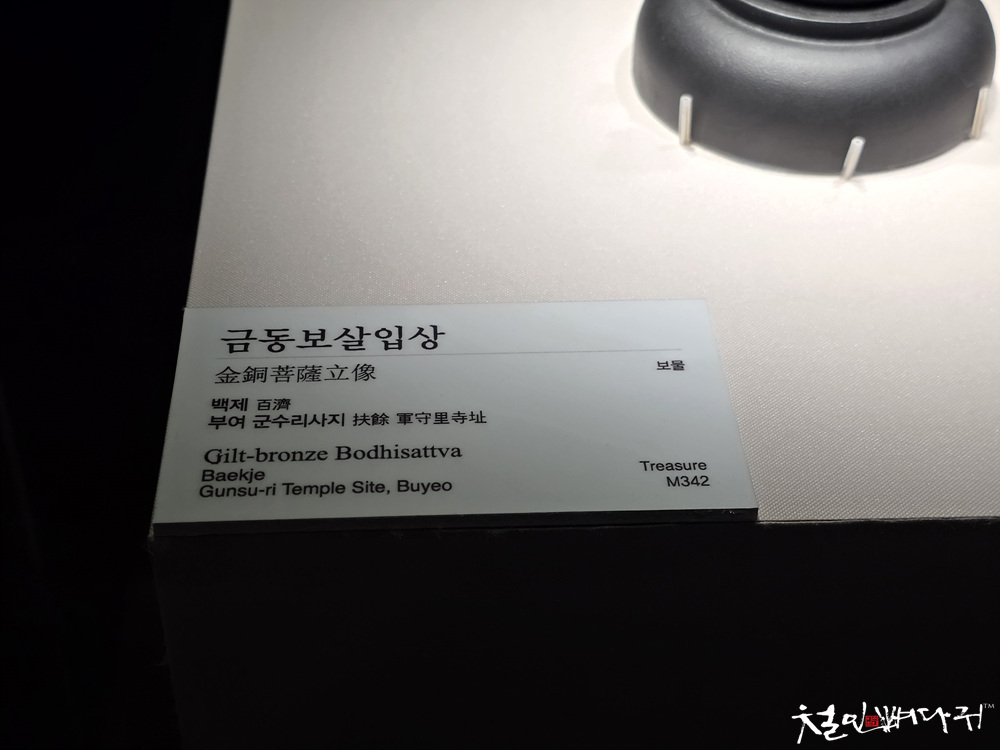 금동보살입상
金銅菩薩立像
보물
백제 百濟
부여 군수리사지 扶餘 軍守里寺址
Gilt-bronze Bodhisattva
Baekje
Gunsu-ri Temple Site, Buyeo
Treasure
M342